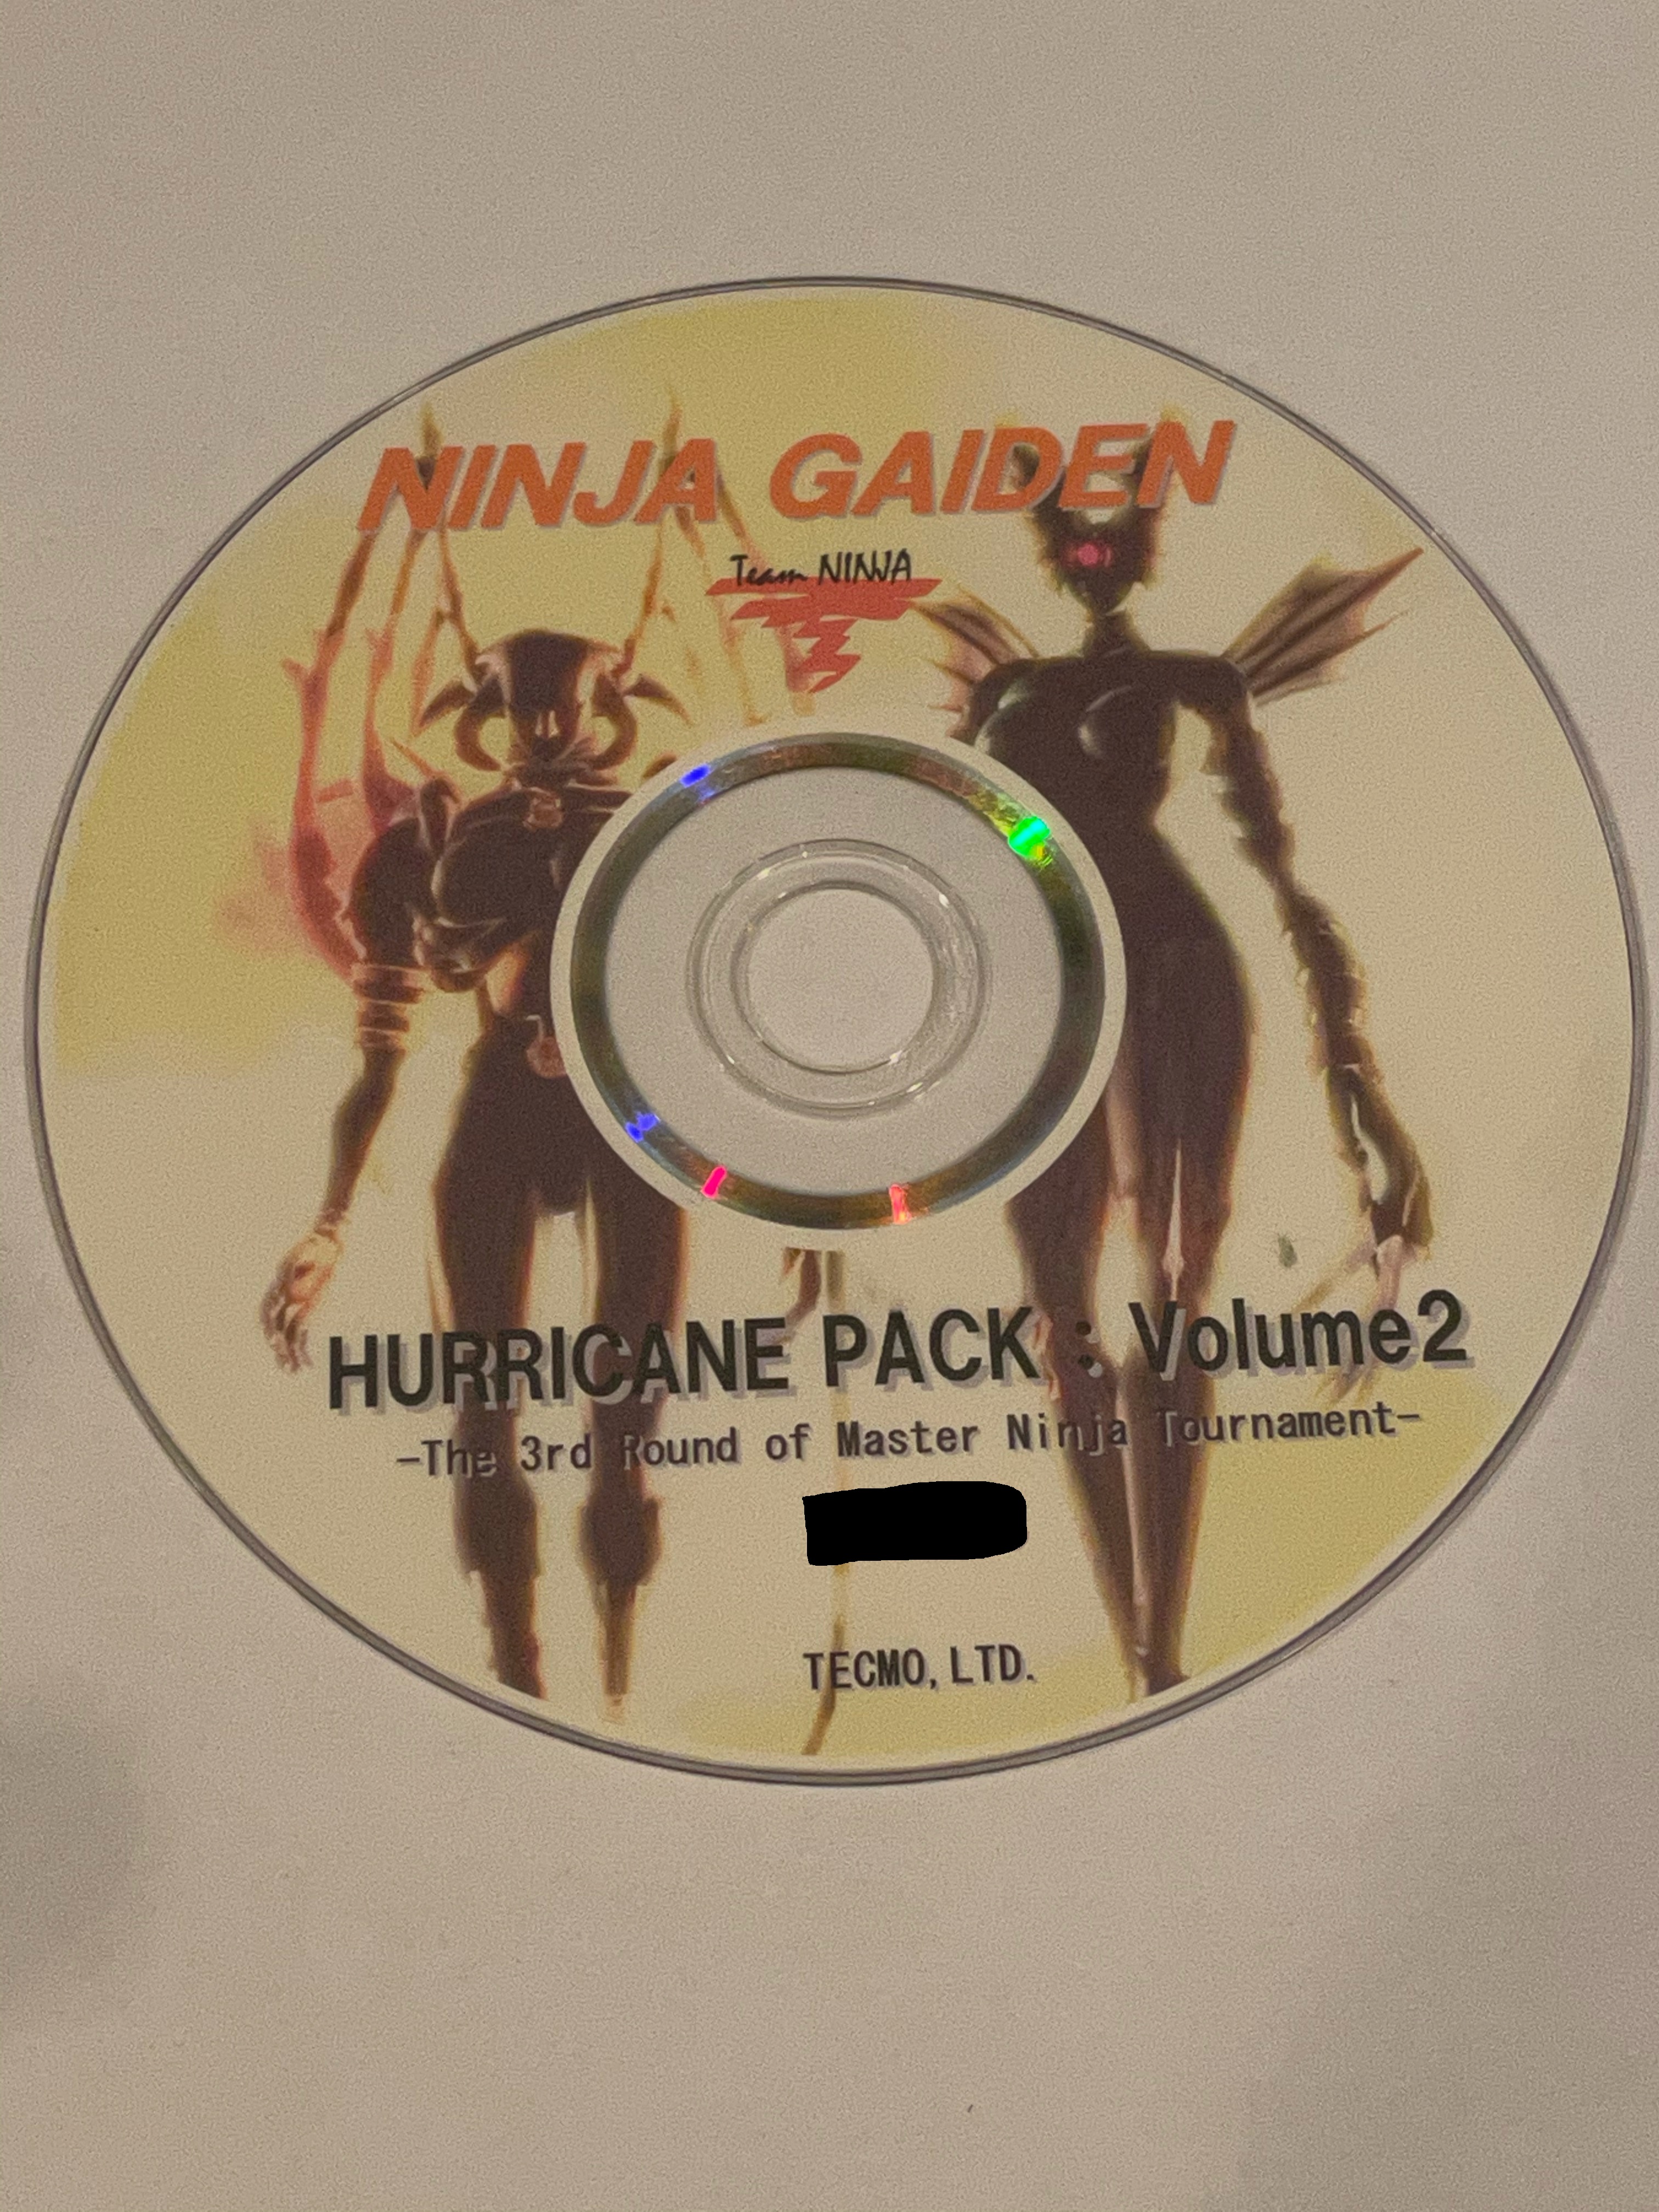 NINJA GAIDEN
Team NINJA
HURRICANE PACK : Volume2
-The 3rd Round of Master Ninja Tournament-
TECMO, LTD.